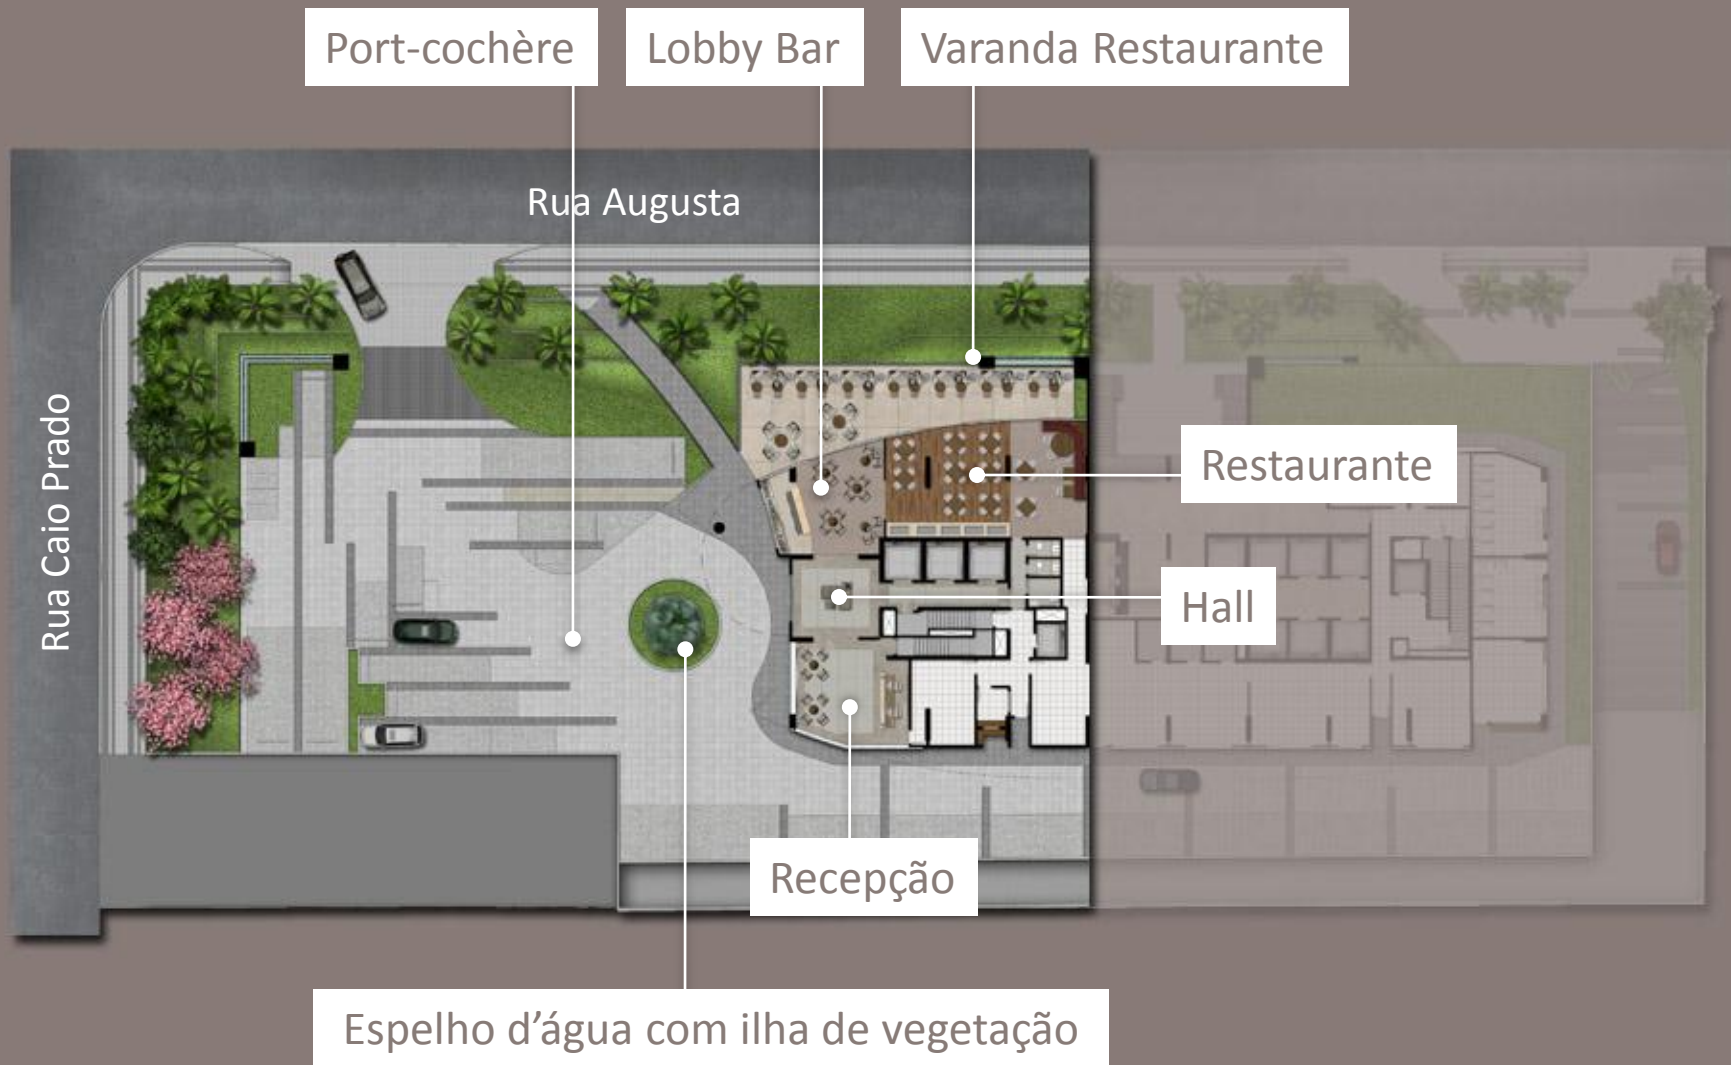 Port-cochère
Lobby Bar
Varanda Restaurante
Rua Augusta
Rua Caio Prado
Restaurante
Hall
Recepção
Espelho d’água com ilha de vegetação